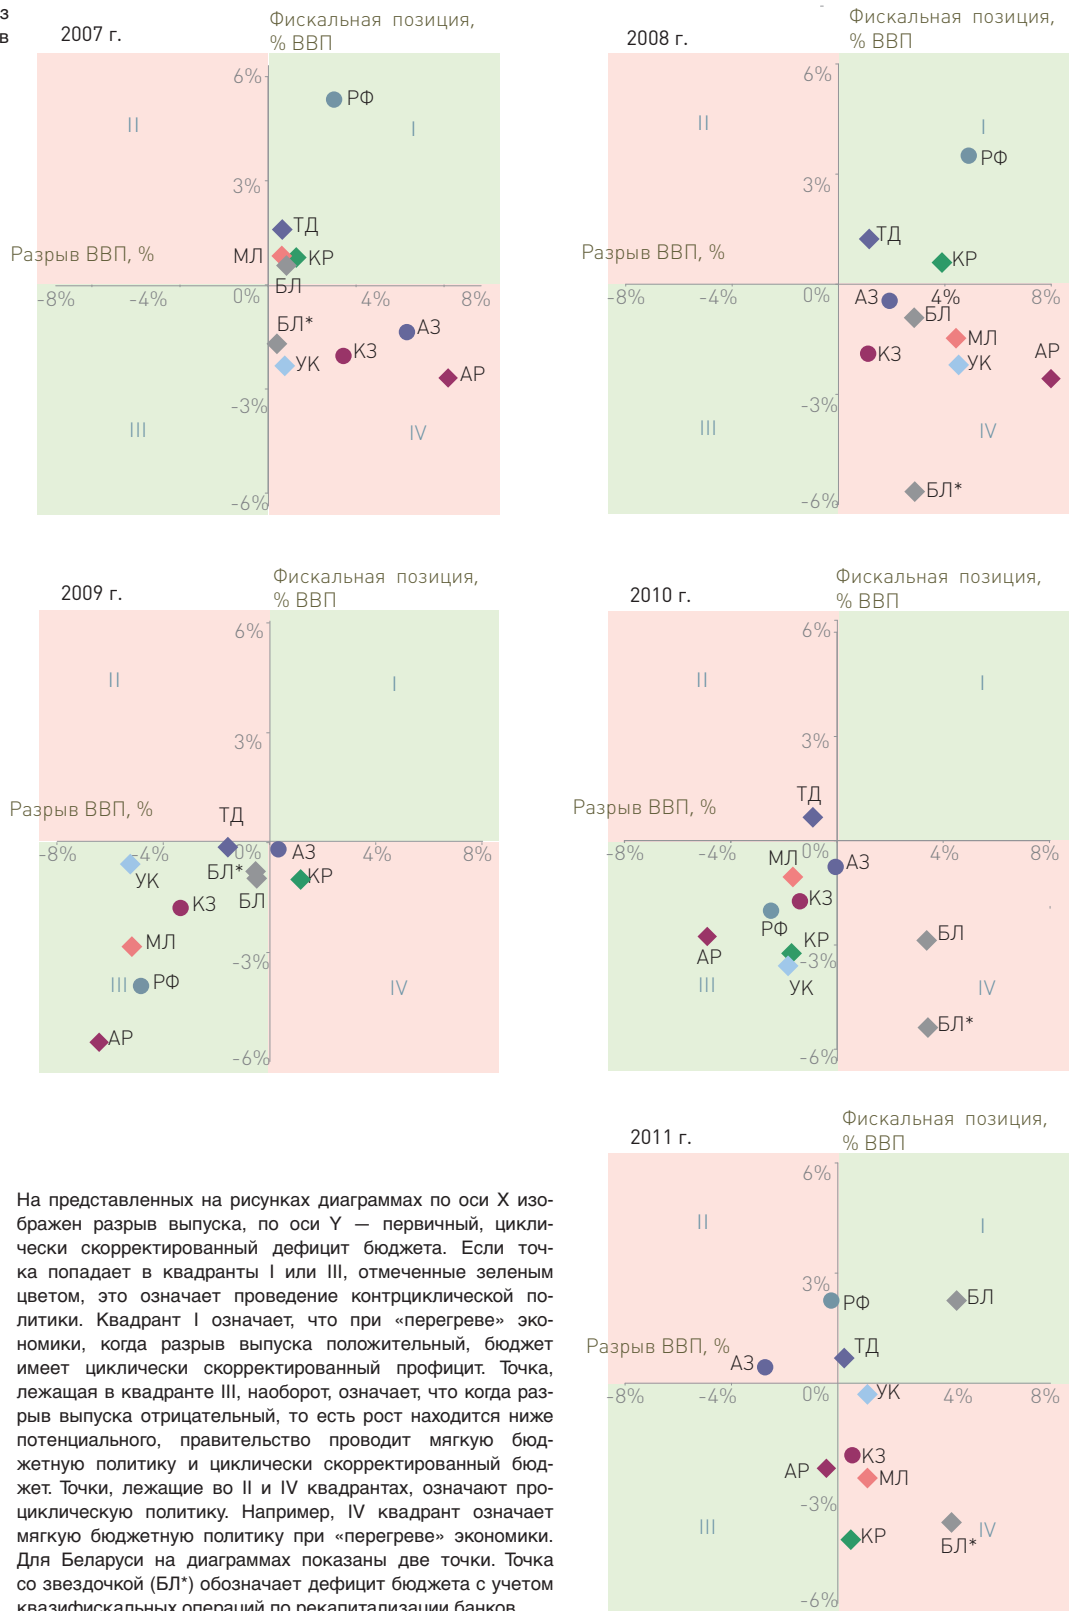 з
в
2007 г.
Фискальная позиция,
% ВВП
6%
РФ
II
I
3%
ТД
Разрыв ВВП, %
МЛ
КР
БЛ
-8%
-4%
0%
4%
8%
БЛ*
АЗ
КЗ
УК
АР
-3%
III
IV
-6%
2008 г.
Фискальная позиция,
% ВВП
6%
II
I
РФ
3%
ТД
Разрыв ВВП, %
КР
-8%
-4%
0%
АЗ
4%
8%
БЛ
МЛ
КЗ
УК
АР
-3%
III
IV
БЛ*
-6%
2009 г.
Фискальная позиция,
% ВВП
6%
II
I
3%
Разрыв ВВП, %
ТД
-8%
-4%
0%
АЗ
4%
8%
УК
БЛ*
КР
КЗ
БЛ
МЛ
-3%
III
РФ
IV
АР
-6%
2010 г.
Фискальная позиция,
% ВВП
6%
II
I
3%
ТД
Разрыв ВВП, %
-8%
-4%
МЛ
0%
АЗ
4%
8%
КЗ
РФ
КР
БЛ
АР
-3%
III
УК
IV
БЛ*
-6%
2011 г.
Фискальная позиция,
% ВВП
6%
II
I
3%
РФ
БЛ
Разрыв ВВП, %
ТД
АЗ
-8%
-4%
0%
УК
4%
8%
КЗ
АР
МЛ
-3%
III
КР
БЛ*
IV
-6%
На представленных на рисунках диаграммах по оси X изо-
бражен разрыв выпуска, по оси Y — первичный, цикли-
чески скорректированный дефицит бюджета. Если точ-
ка попадает в квадранты I или III, отмеченные зеленым
цветом, это означает проведение контрциклической по-
литики. Квадрант I означает, что при «перегреве» эко-
номики, когда разрыв выпуска положительный, бюджет
имеет циклически скорректированный профицит. Точка,
лежащая в квадранте III, наоборот, означает, что когда раз-
рыв выпуска отрицательный, то есть рост находится ниже
потенциального, правительство проводит мягкую бюд-
жетную политику и циклически скорректированный бюд-
жет. Точки, лежащие во II и IV квадрантах, означают про-
циклическую политику. Например, IV квадрант означает
мягкую бюджетную политику при «перегреве» экономики.
Для Беларуси на диаграммах показаны две точки. Точка
со звездочкой (БЛ*) обозначает дефицит бюджета с учетом
квазифискальных операций по рекапитализации банков